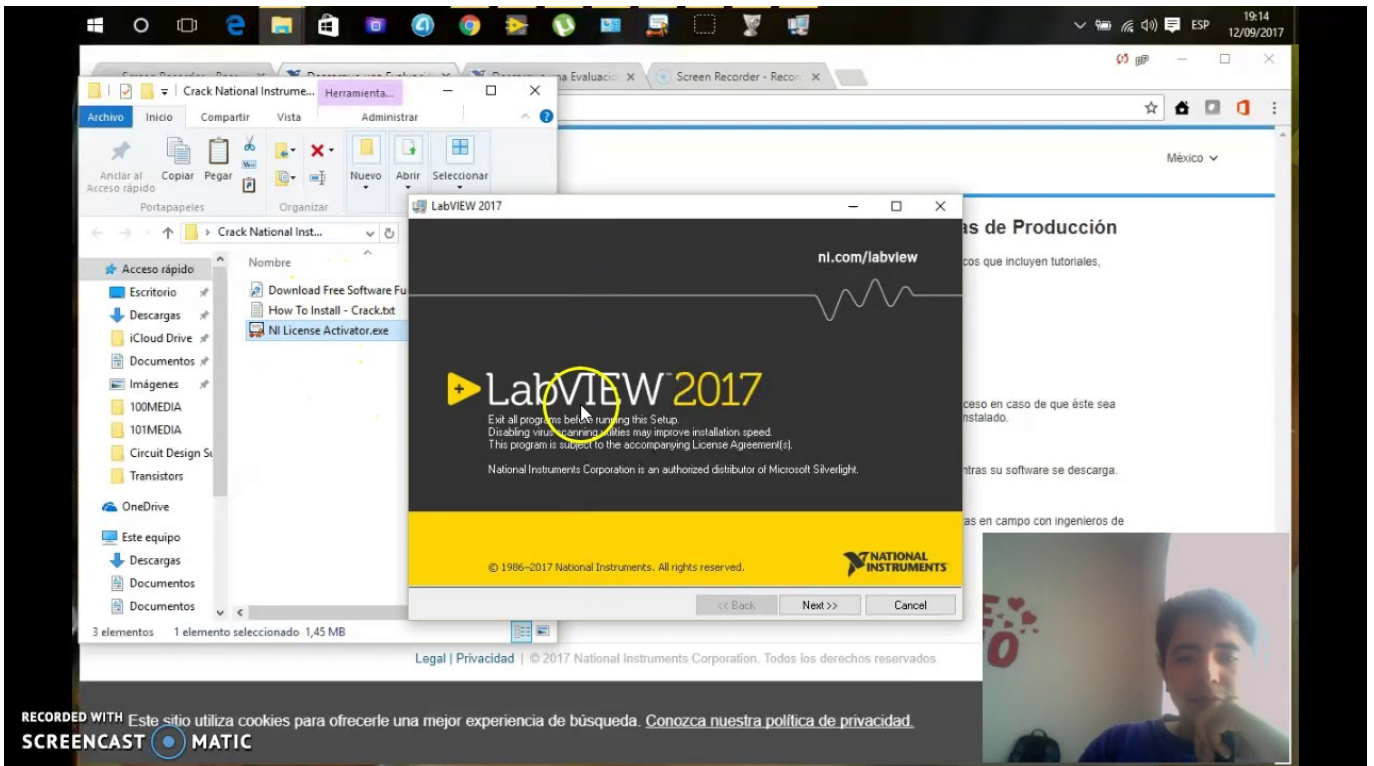 19:14
ESP
12/09/2017
Evaluació
Screen Recorder - Recor
Crack National Instrume...
Herramienta...
Archivo
Inicio
Compartir
Vista
Administrar
México
Anclar al
Acceso rápido
Copiar
Pegar
Nuevo
Abrir
Seleccionar
Portapapeles
Organizar
LabVIEW 2017
Crack National Inst...
as de Producción
ni.com/labview
cos que incluyen tutoriales,
Acceso rápido
Nombre
Escritorio
Download Free Software Fu
Descargas
How To Install - Crack.txt
iCloud Drive
NI License Activator.exe
Documentos
Imágenes
100MEDIA
101MEDIA
Circuit Design Su
Transistors
OneDrive
Este equipo
Descargas
Documentos
Documentos
LabVIEW™ 2017
Exit all programs before running this Setup.
Disabling virus scanning utilities may improve installation speed.
This program is subject to the accompanying License Agreement(s).
National Instruments Corporation is an authorized distributor of Microsoft Silverlight.
ceso en caso de que éste sea
nstalado.
ntras su software se descarga.
as en campo con ingenieros de
© 1986–2017 National Instruments. All rights reserved.
NATIONAL
INSTRUMENTS
<< Back
Next >>
Cancel
3 elementos
1 elemento seleccionado 1,45 MB
Legal | Privacidad | © 2017 National Instruments Corporation. Todos los derechos reservados.
Este sitio utiliza cookies para ofrecerle una mejor experiencia de búsqueda. Conozca nuestra política de privacidad.
RECORDED WITH
SCREENCAST MATIC